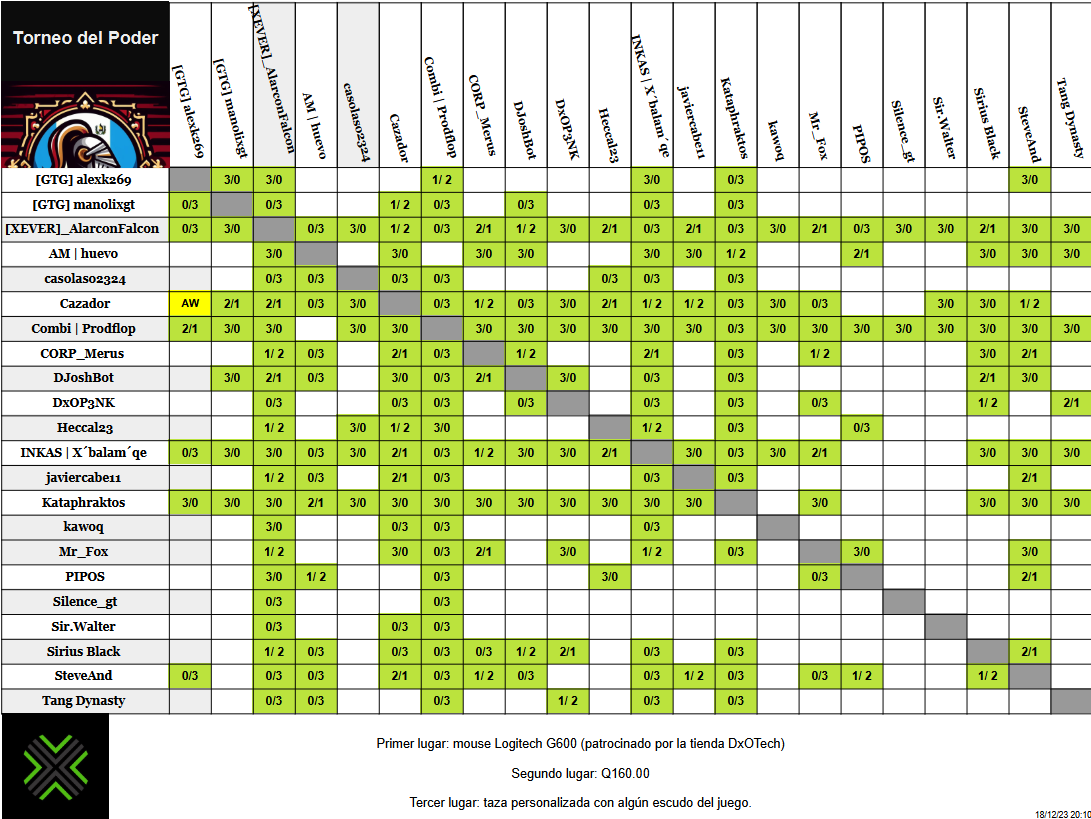 Torneo del Poder
[GTG] alexk269
[GTG] manolixgt
[XEVER]_AlarconFalcon
AM | huevo
casolaso2324
Cazador
Combi | Prodflop
CORP_Merus
DJoshBot
DxOP3NK
Heccal23
INKAS | X´balam´qe
javiercabe11
Kataphraktos
kawoq
Mr_Fox
PIPOS
Silence_gt
Sir.Walter
Sirius Black
SteveAnd
Tang Dynasty
[GTG] alexk269 3/0 3/0 1/ 2 3/0 0/3 3/0
[GTG] manolixgt 0/3 0/3 1/ 2 0/3 0/3 0/3 0/3
[XEVER]_AlarconFalcon 0/3 3/0 0/3 3/0 1/ 2 0/3 2/1 1/ 2 3/0 2/1 0/3 2/1 0/3 3/0 2/1 0/3 3/0 3/0 2/1 3/0 3/0
AM | huevo 3/0 3/0 3/0 3/0 3/0 3/0 1/ 2 2/1 3/0 3/0 3/0
casolaso2324 0/3 0/3 0/3 0/3 0/3 0/3 0/3
Cazador AW 2/1 2/1 0/3 3/0 0/3 1/ 2 0/3 3/0 2/1 1/ 2 1/ 2 0/3 3/0 0/3 3/0 3/0 1/ 2
Combi | Prodflop 2/1 3/0 3/0 3/0 3/0 3/0 3/0 3/0 3/0 3/0 3/0 0/3 3/0 3/0 3/0 3/0 3/0 3/0 3/0 3/0
CORP_Merus 1/ 2 0/3 2/1 0/3 1/ 2 2/1 0/3 1/ 2 3/0 2/1
DJoshBot 3/0 2/1 0/3 3/0 0/3 2/1 3/0 0/3 0/3 2/1 3/0
DxOP3NK 0/3 0/3 0/3 0/3 0/3 0/3 0/3 1/ 2 2/1
Heccal23 1/ 2 3/0 1/ 2 3/0 1/ 2 0/3 0/3
INKAS | X´balam´qe 0/3 3/0 3/0 0/3 3/0 2/1 0/3 1/ 2 3/0 3/0 2/1 3/0 0/3 3/0 2/1 3/0 3/0 3/0
javiercabe11 1/ 2 0/3 2/1 0/3 0/3 0/3 2/1
Kataphraktos 3/0 3/0 3/0 2/1 3/0 3/0 3/0 3/0 3/0 3/0 3/0 3/0 3/0 3/0 3/0 3/0 3/0
kawoq 3/0 0/3 0/3 0/3
Mr_Fox 1/ 2 3/0 0/3 2/1 3/0 1/ 2 0/3 3/0 3/0
PIPOS 3/0 1/ 2 0/3 3/0 0/3 2/1
Silence_gt 0/3 0/3
Sir.Walter 0/3 0/3 0/3
Sirius Black 1/ 2 0/3 0/3 0/3 0/3 1/ 2 2/1 0/3 0/3 2/1
SteveAnd 0/3 0/3 0/3 2/1 0/3 1/ 2 0/3 0/3 1/ 2 0/3 0/3 1/ 2 1/ 2
Tang Dynasty 0/3 0/3 0/3 1/ 2 0/3 0/3
Primer lugar: mouse Logitech G600 (patrocinado por la tienda DxOTech)
Segundo lugar: Q160.00
Tercer lugar: taza personalizada con algún escudo del juego.
18/12/23 20:10